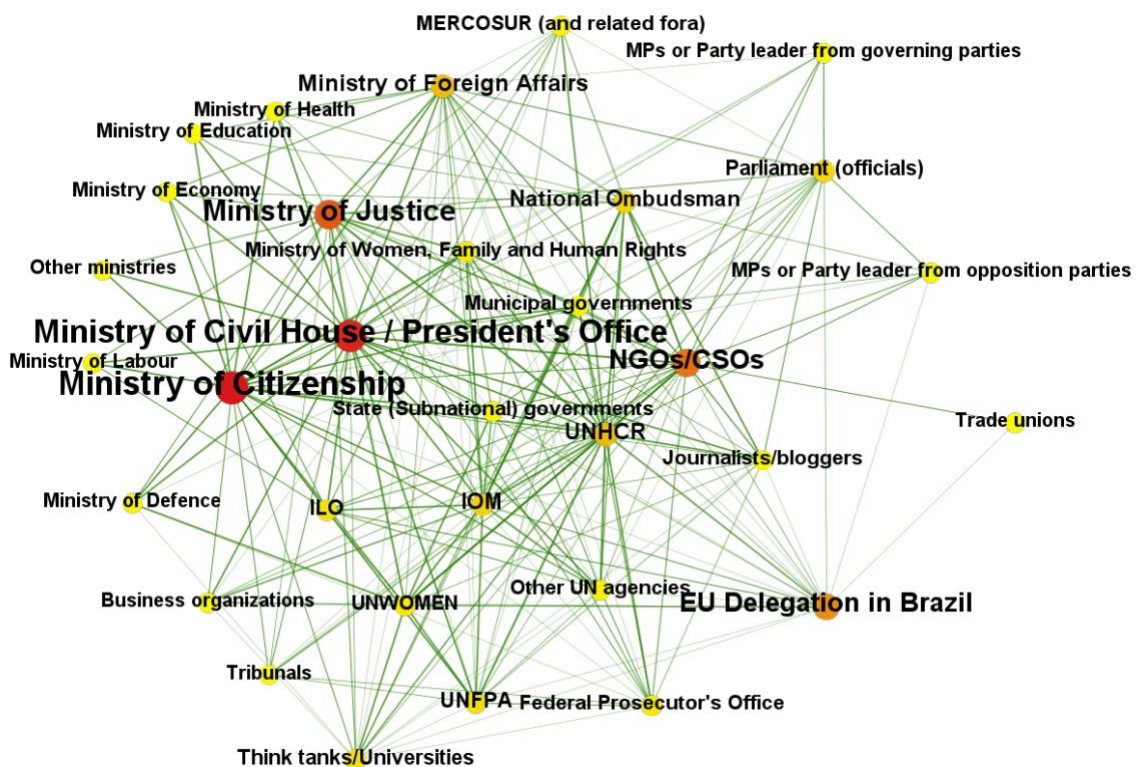 MERCOSUR (and related fora)
MPs or Party leader from governing parties
Ministry of Foreign Affairs
Ministry of Health
Ministry of Education
Parliament (officials)
Ministry of Economy
National Ombudsman
Ministry of Justice
Ministry of Women, Family and Human Rights
Other ministries
MPs or Party leader from opposition parties
Municipal governments
Ministry of Civil House / President's Office
Ministry of Labour
NGOs/CSOs
Ministry of Citizenship
State (Subnational) governments
Trade unions
UNHCR
Journalists/bloggers
Ministry of Defence
ILO
IOM
Other UN agencies
Business organizations
UNWOMEN
EU Delegation in Brazil
Tribunals
UNFPA
Federal Prosecutor's Office
Think tanks/Universities